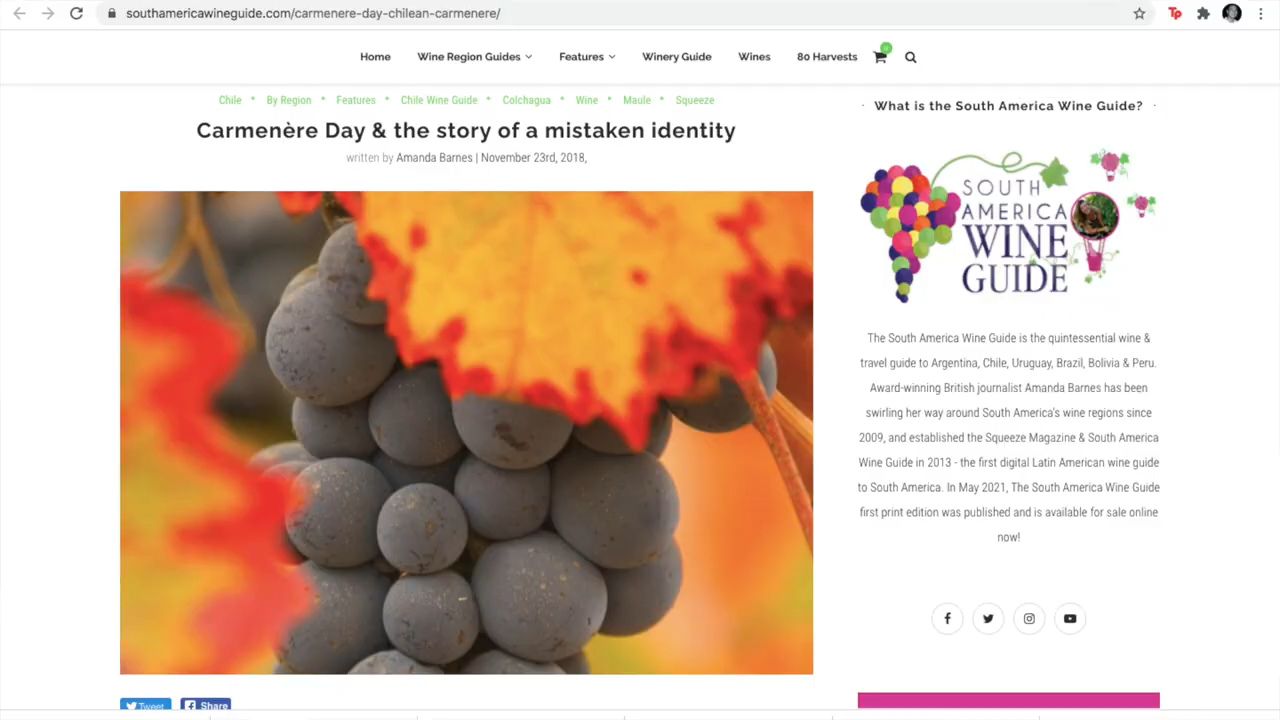 southamericawineguide.com/carmenere-day-chilean-carmenere/
Tp
Home Wine Region Guides Features Winery Guide Wines 80 Harvests
Chile * By Region * Features * Chile Wine Guide * Colchagua * Wine * Maule * Squeeze
Carmenère Day & the story of a mistaken identity
written by Amanda Barnes | November 23rd, 2018,
Tweet
Share
What is the South America Wine Guide?
SOUTH
AMERICA
WINE
GUIDE
The South America Wine Guide is the quintessential wine &
travel guide to Argentina, Chile, Uruguay, Brazil, Bolivia & Peru.
Award-winning British journalist Amanda Barnes has been
swirling her way around South America's wine regions since
2009, and established the Squeeze Magazine & South America
Wine Guide in 2013 - the first digital Latin American wine guide
to South America. In May 2021, The South America Wine Guide
first print edition was published and is available for sale online
now!